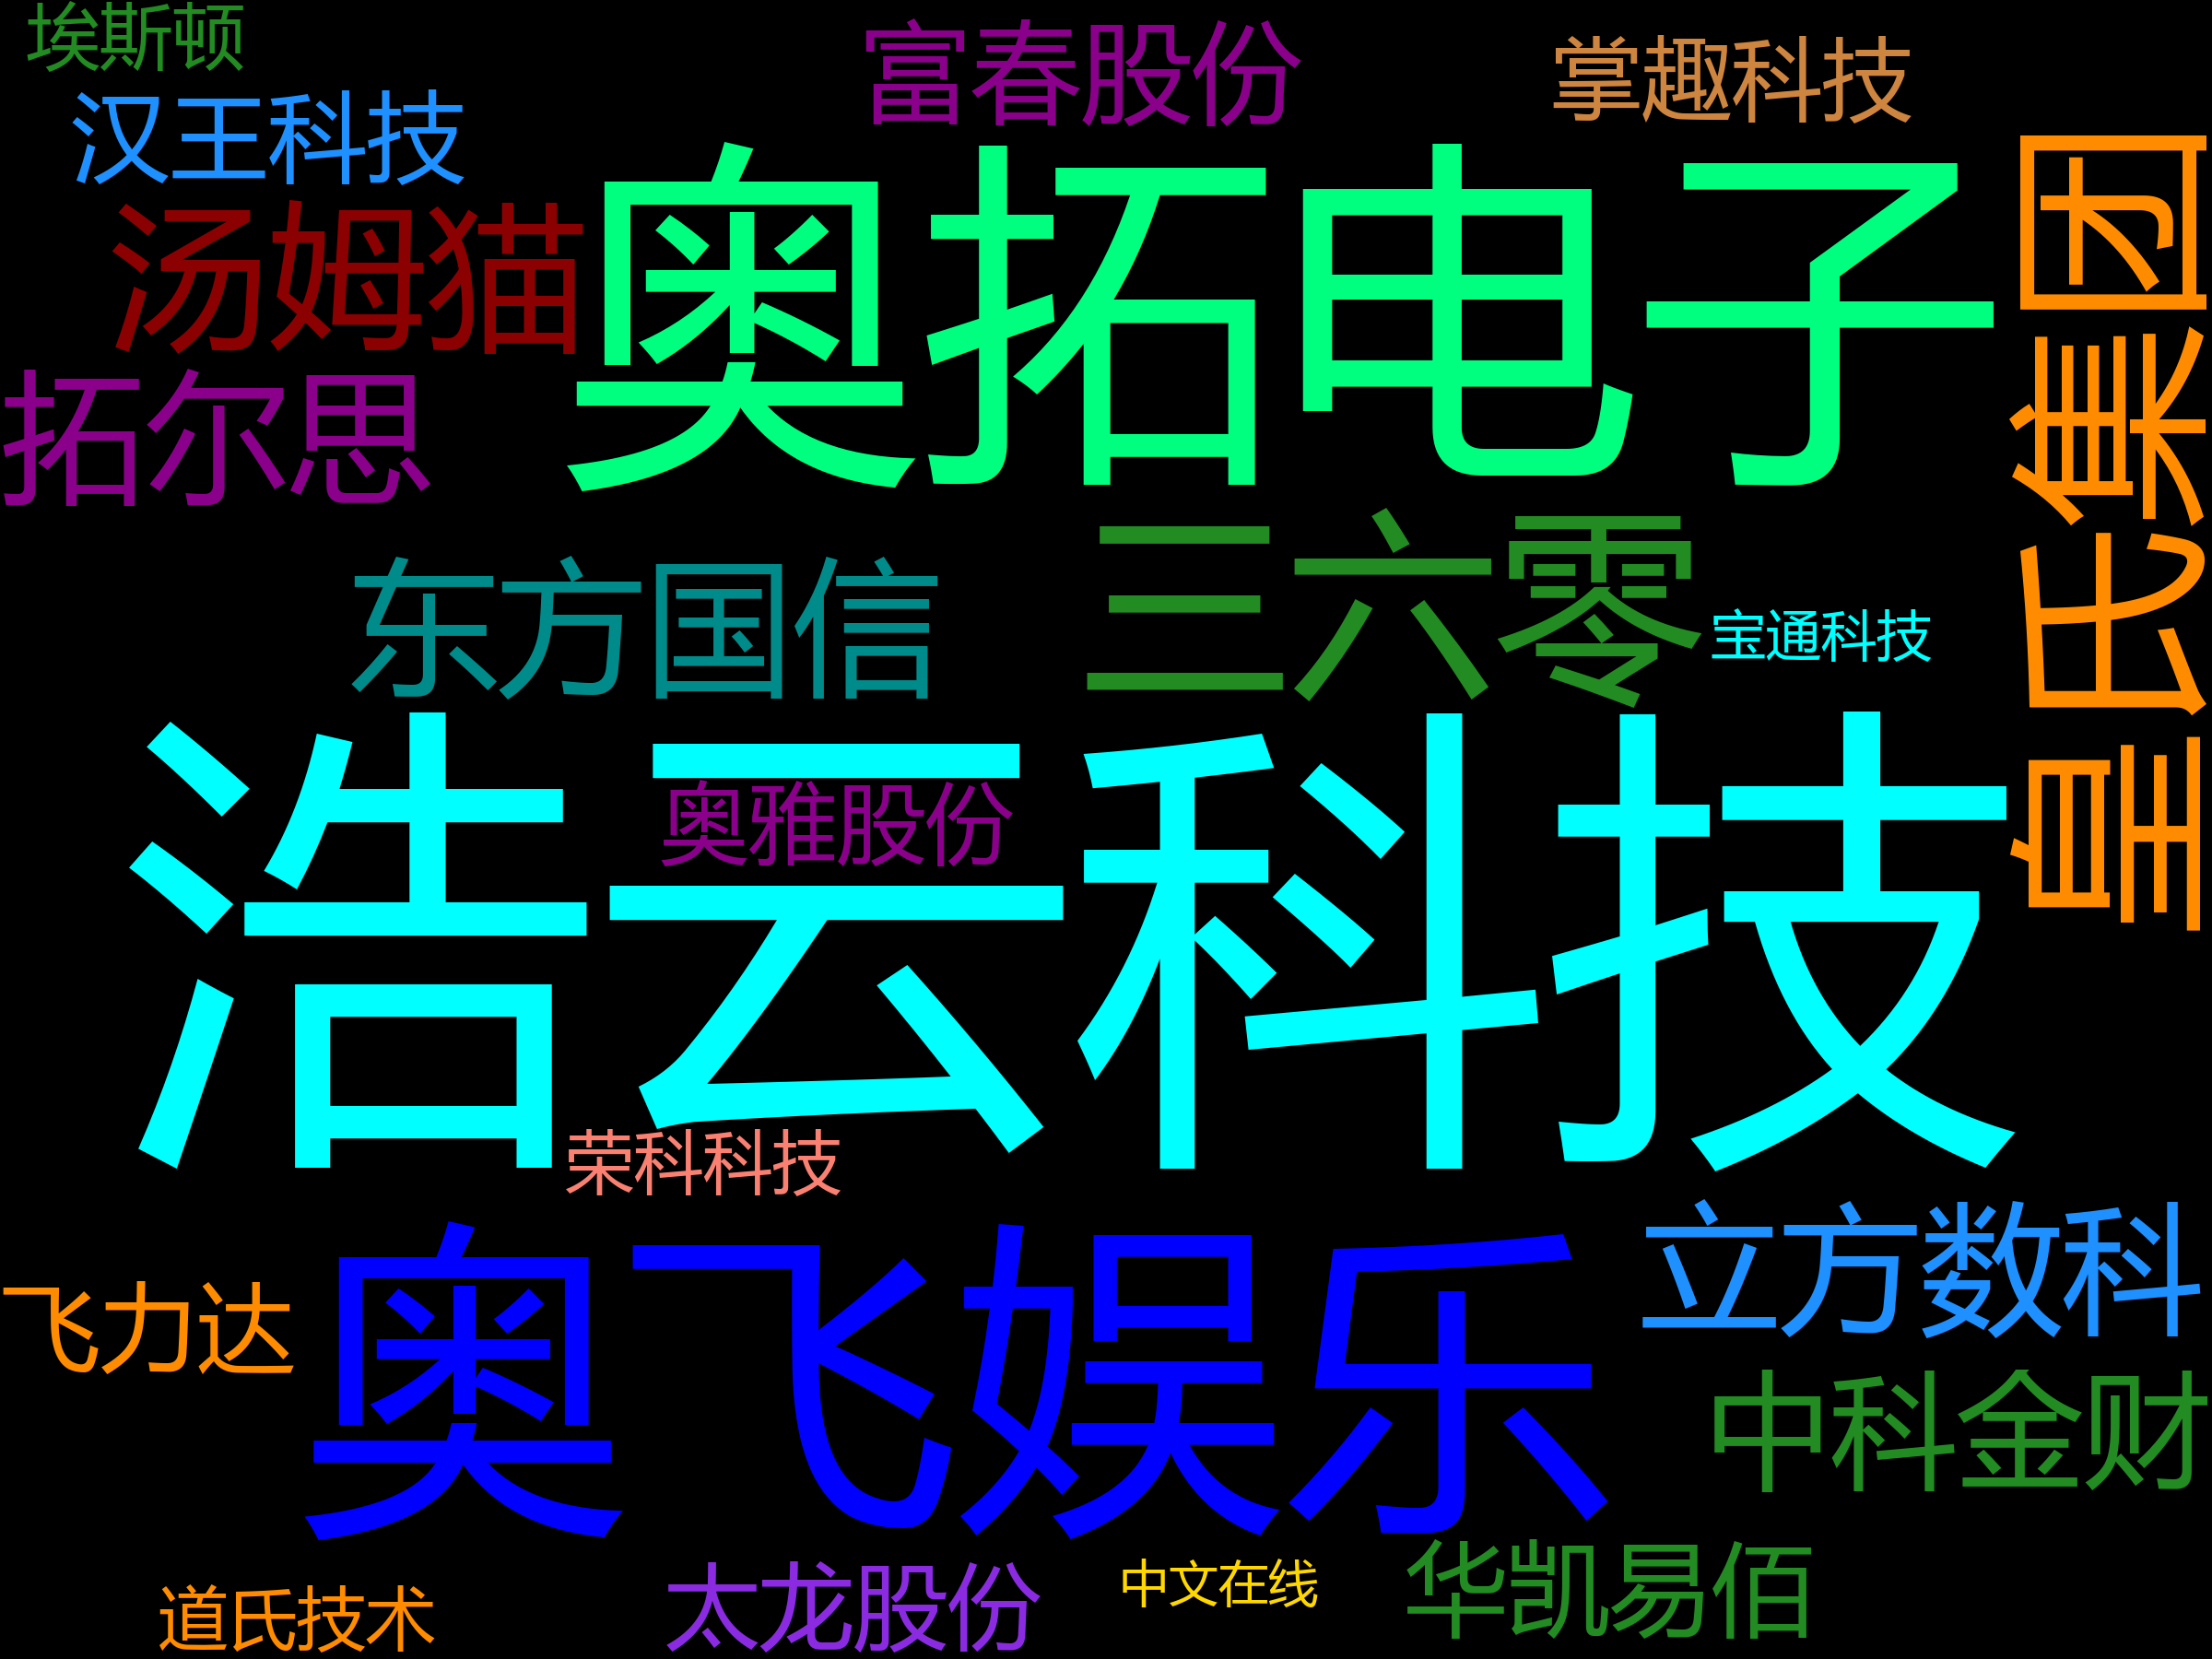 埃斯顿
富春股份
掌趣科技
汉王科技
奥拓电子
皇氏集团
汤姆猫
拓尔思
三六零
东方国信
宝通科技
浩云科技
奥雅股份
荣科科技
立方数科
奥飞娱乐
飞力达
中科金财
华凯易佰
中文在线
太龙股份
道氏技术